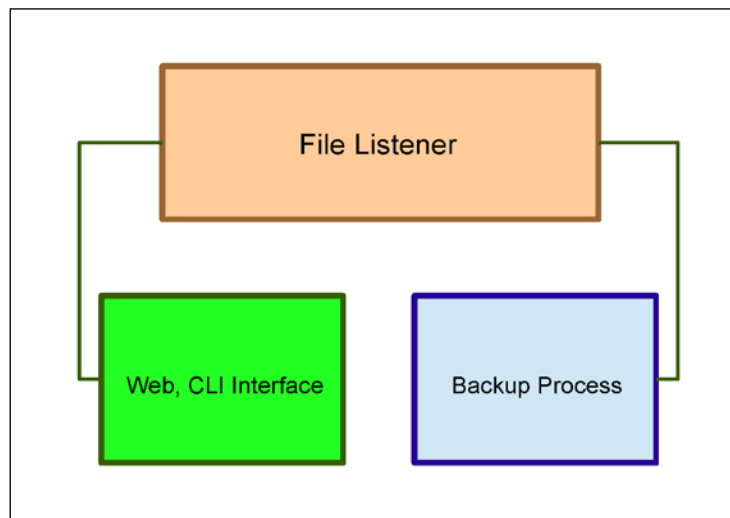 File Listener
Web, CLI Interface
Backup Process